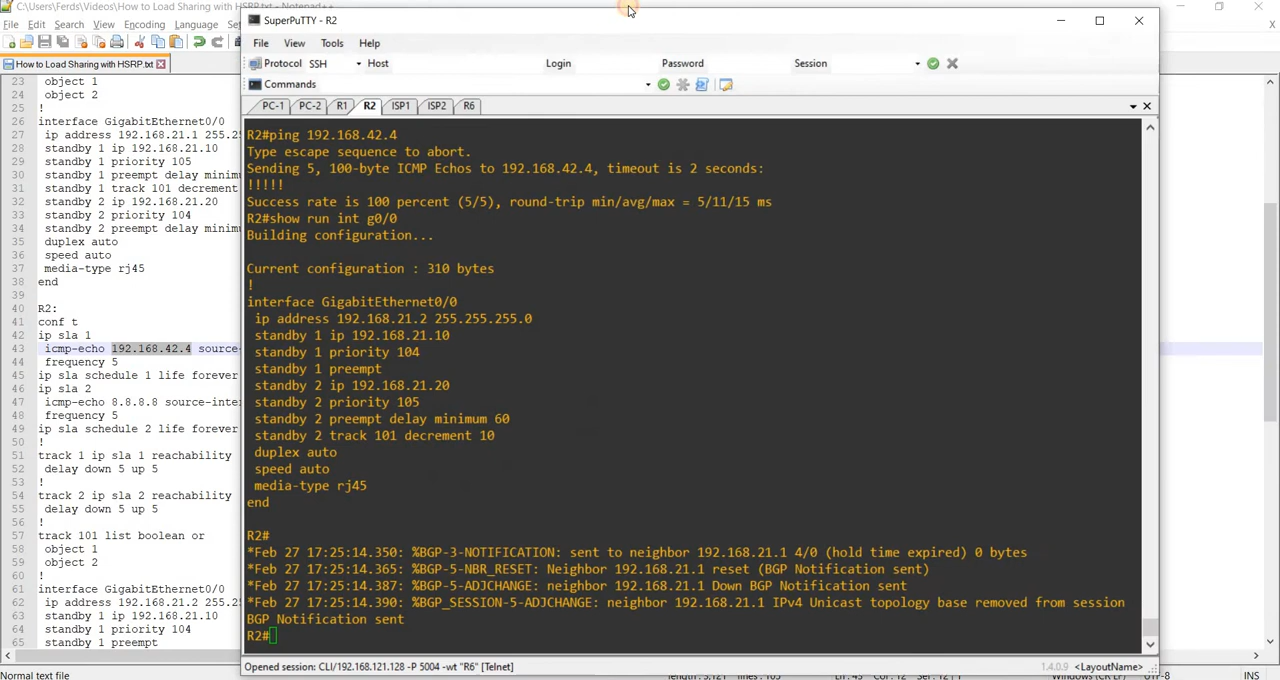 C:\Users\Ferds\Videos\How to Load Sharing with HSRP.txt - Notepad++
File Edit Search View Encoding Language
How to Load Sharing with HSRP.txt
23 object 1
24 object 2
25 !
26 interface GigabitEthernet0/0
27 ip address 192.168.21.1 255.2
28 standby 1 ip 192.168.21.10
29 standby 1 priority 105
30 standby 1 preempt delay minim
31 standby 1 track 101 decrement
32 standby 2 ip 192.168.21.20
33 standby 2 priority 104
34 standby 2 preempt delay minim
35 duplex auto
36 speed auto
37 media-type rj45
38 end
39
40 R2:
41 conf t
42 ip sla 1
43 icmp-echo 192.168.42.4 source-
44 frequency 5
45 ip sla schedule 1 life forever
46 ip sla 2
47 icmp-echo 8.8.8.8 source-inte
48 frequency 5
49 ip sla schedule 2 life forever
50 !
51 track 1 ip sla 1 reachability
52 delay down 5 up 5
53 !
54 track 2 ip sla 2 reachability
55 delay down 5 up 5
56 !
57 track 101 list boolean or
58 object 1
59 object 2
60 !
61 interface GigabitEthernet0/0
62 ip address 192.168.21.2 255.2
63 standby 1 ip 192.168.21.10
64 standby 1 priority 104
65 standby 1 preempt
Normal text file
SuperPuTTY - R2
File View Tools Help
Protocol SSH Host Login Password Session
Commands
PC-1 PC-2 R1 R2 ISP1 ISP2 R6
R2#ping 192.168.42.4
Type escape sequence to abort.
Sending 5, 100-byte ICMP Echos to 192.168.42.4, timeout is 2 seconds:
!!!!!
Success rate is 100 percent (5/5), round-trip min/avg/max = 5/11/15 ms
R2#show run int g0/0
Building configuration...
Current configuration : 310 bytes
!
interface GigabitEthernet0/0
ip address 192.168.21.2 255.255.255.0
standby 1 ip 192.168.21.10
standby 1 priority 104
standby 1 preempt
standby 2 ip 192.168.21.20
standby 2 priority 105
standby 2 preempt delay minimum 60
standby 2 track 101 decrement 10
duplex auto
speed auto
media-type rj45
end
R2#
*Feb 27 17:25:14.350: %BGP-3-NOTIFICATION: sent to neighbor 192.168.21.1 4/0 (hold time expired) 0 bytes
*Feb 27 17:25:14.365: %BGP-5-NBR_RESET: Neighbor 192.168.21.1 reset (BGP Notification sent)
*Feb 27 17:25:14.387: %BGP-5-ADJCHANGE: neighbor 192.168.21.1 Down BGP Notification sent
*Feb 27 17:25:14.390: %BGP_SESSION-5-ADJCHANGE: neighbor 192.168.21.1 IPv4 Unicast topology base removed from session
BGP Notification sent
R2#
Opened session: CLI/192.168.121.128 -P 5004 -wt "R6" [Telnet] 1.4.0.9 <LayoutName>
INS